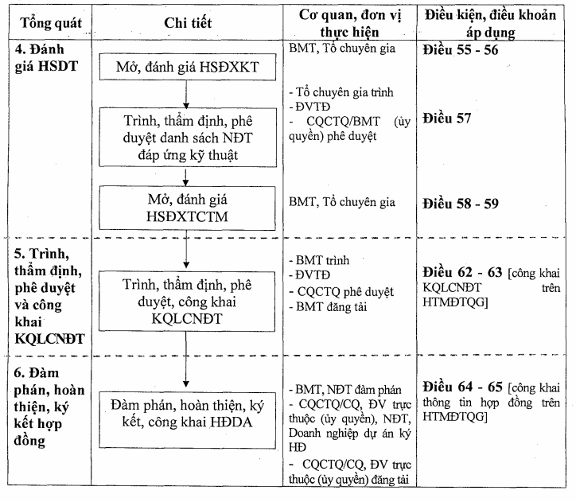 Tổng quát
Chi tiết
Cơ quan, đơn vị
thực hiện
Điều kiện, điều khoản
áp dụng
4. Đánh
giá HSDT
Mở, đánh giá HSĐXKT
BMT, Tổ chuyên gia
Điều 55 - 56
Trình, thẩm định, phê
duyệt danh sách NĐT
đáp ứng kỹ thuật
- Tổ chuyên gia trình
- ĐVTĐ
- CQCTQ/BMT (ủy
quyền) phê duyệt
Điều 57
Mở, đánh giá
HSĐXTCTM
BMT, Tổ chuyên gia
Điều 58 - 59
5. Trình,
thẩm định,
phê duyệt
và công
khai
KQLCNĐT
Trình, thẩm định, phê
duyệt, công khai
KQLCNĐT
- BMT trình
- ĐVTĐ
- CQCTQ phê duyệt
- BMT đăng tải
Điều 62 - 63 [công khai
KQLCNĐT trên
HTMĐTQG]
6. Đàm
phán, hoàn
thiện, ký
kết hợp
đồng
Đàm phán, hoàn thiện, ký
kết, công khai HĐDA
- BMT, NĐT đàm phán
- CQCTQ/CQ, ĐV trực
thuộc (ủy quyền), NĐT,
Doanh nghiệp dự án ký
HĐ
- CQCTQ/CQ, ĐV trực
thuộc (ủy quyền) đăng tải
Điều 64 - 65 [công khai
thông tin hợp đồng trên
HTMĐTQG]